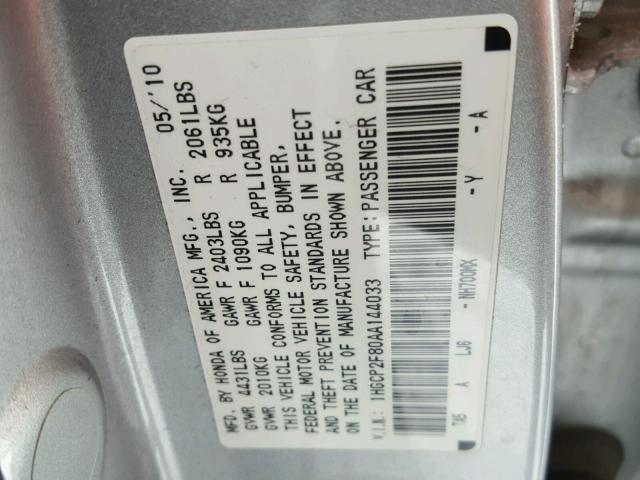 MFD. BY HONDA OF AMERICA MFG., INC. 05/'10
GVWR 4431LBS GAWR F 2403LBS R 2061LBS
GVWR 2010KG GAWR F 1090KG R 935KG
THIS VEHICLE CONFORMS TO ALL APPLICABLE
FEDERAL MOTOR VEHICLE SAFETY, BUMPER,
AND THEFT PREVENTION STANDARDS IN EFFECT
ON THE DATE OF MANUFACTURE SHOWN ABOVE.
V.I.N.: 1HGCP2F80AA144033 TYPE:PASSENGER CAR
A LJ6 - NH700MX - Y - A